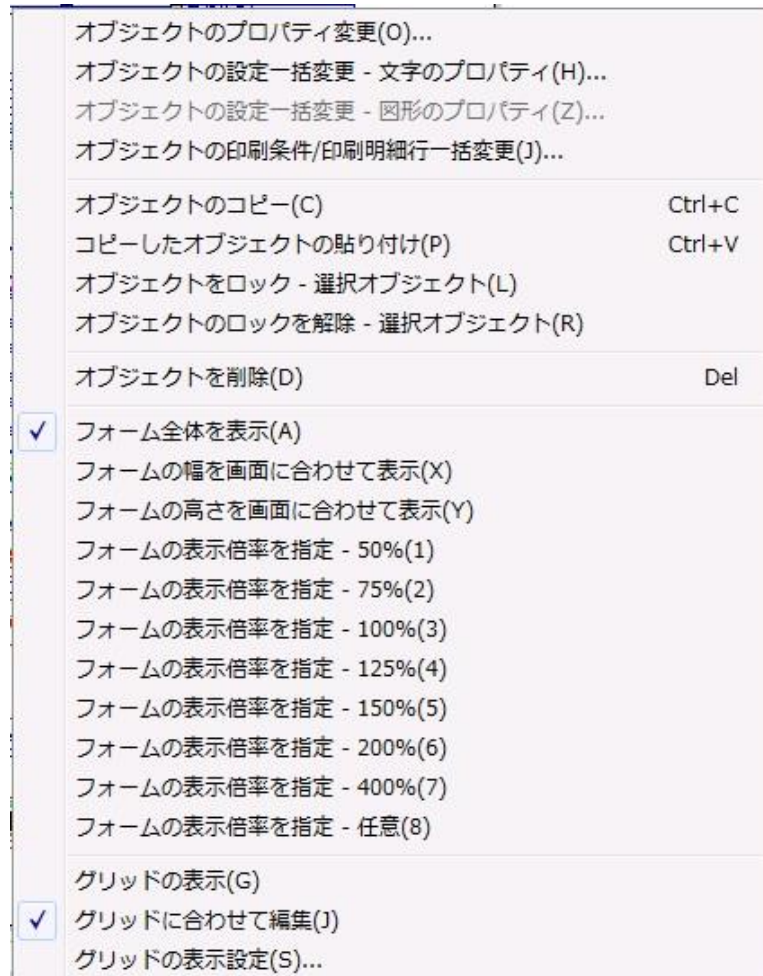 オブジェクトのプロパティ変更(O)...
オブジェクトの設定一括変更 - 文字のプロパティ(H)...
オブジェクトの設定一括変更 - 図形のプロパティ(Z)...
オブジェクトの印刷条件/印刷明細行一括変更(J)...
オブジェクトのコピー(C) Ctrl+C
コピーしたオブジェクトの貼り付け(P) Ctrl+V
オブジェクトをロック - 選択オブジェクト(L)
オブジェクトのロックを解除 - 選択オブジェクト(R)
オブジェクトを削除(D) Del
フォーム全体を表示(A)
フォームの幅を画面に合わせて表示(X)
フォームの高さを画面に合わせて表示(Y)
フォームの表示倍率を指定 - 50%(1)
フォームの表示倍率を指定 - 75%(2)
フォームの表示倍率を指定 - 100%(3)
フォームの表示倍率を指定 - 125%(4)
フォームの表示倍率を指定 - 150%(5)
フォームの表示倍率を指定 - 200%(6)
フォームの表示倍率を指定 - 400%(7)
フォームの表示倍率を指定 - 任意(8)
グリッドの表示(G)
グリッドに合わせて編集(J)
グリッドの表示設定(S)...